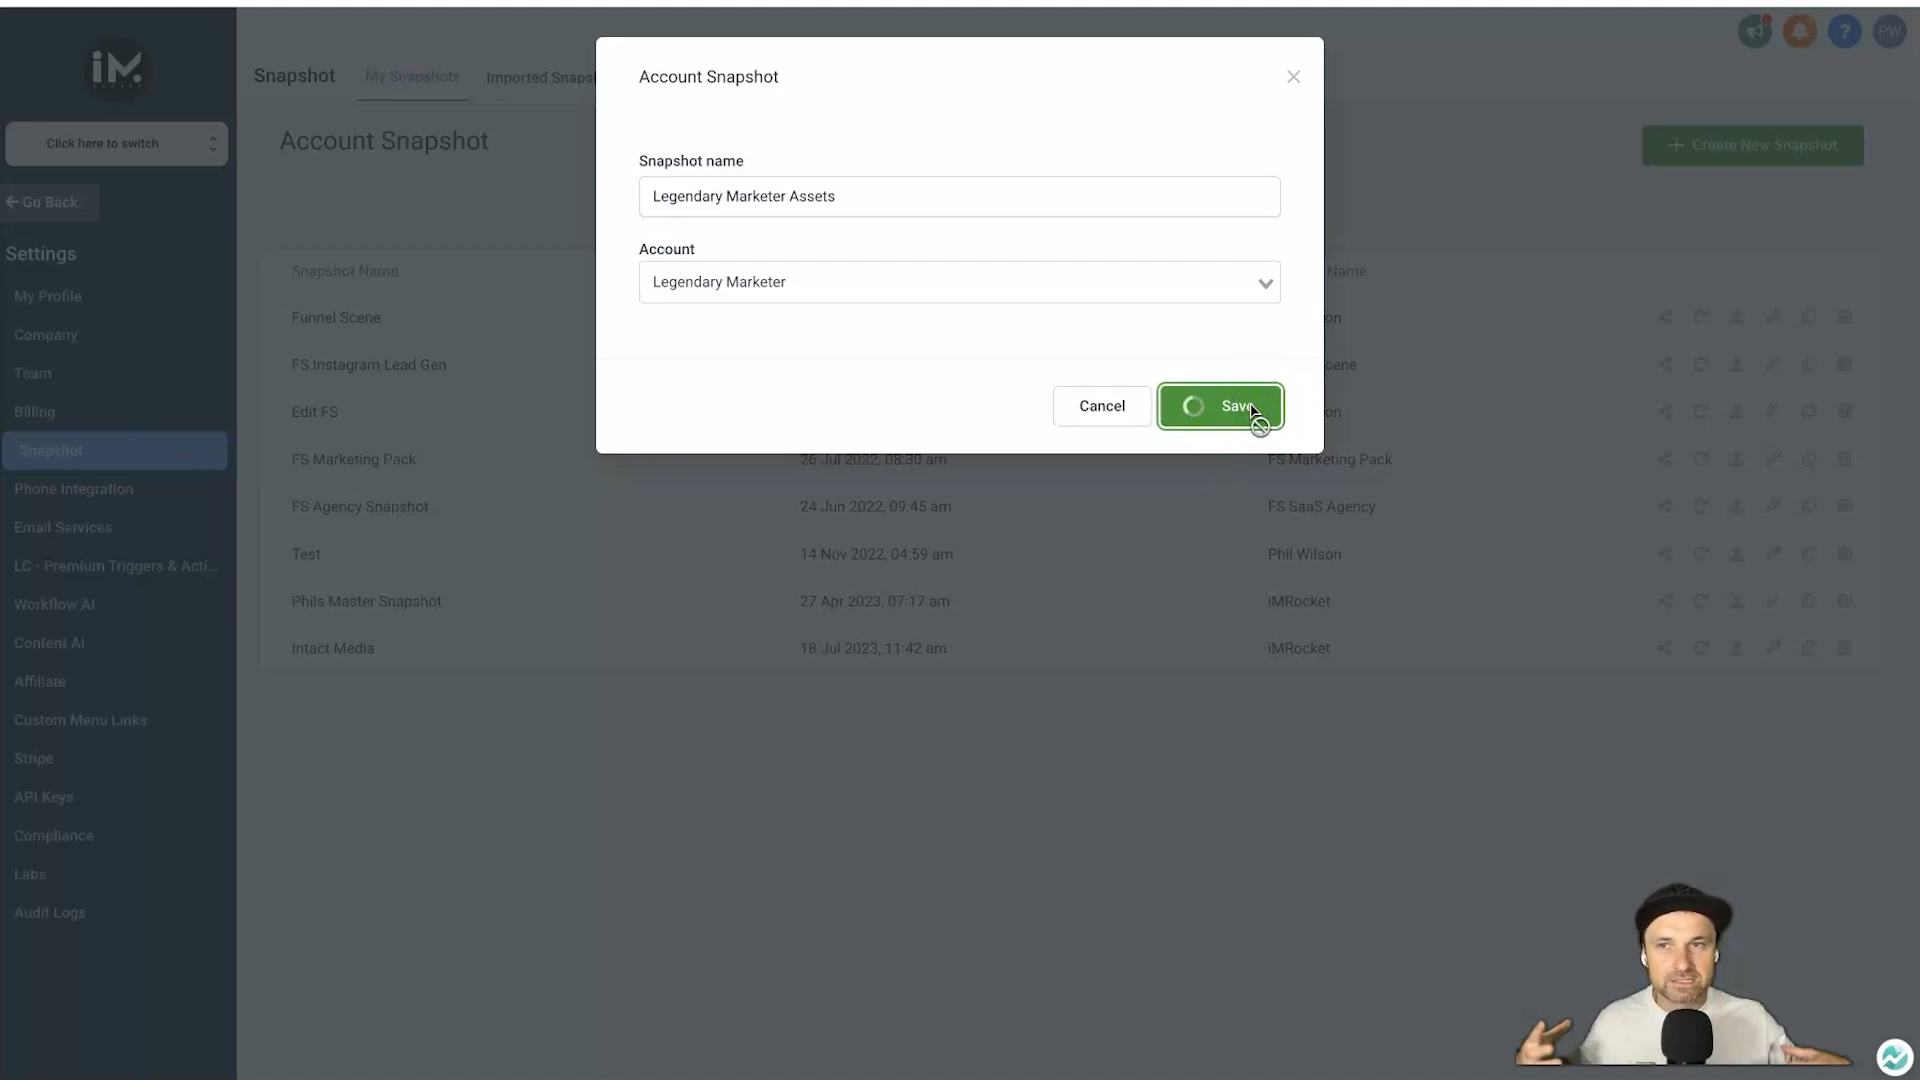 iM.
Click here to switch
Go Back
Settings
My Profile
Company
Team
Billing
Snapshot
Phone Integration
Email Services
LC - Premium Triggers & Acti...
Workflow AI
Content AI
Affiliate
Custom Menu Links
Stripe
API Keys
Compliance
Labs
Audit Logs
Snapshot
My Snapshots
Imported Snaps
?
PW
Account Snapshot
Create New Snapshot
Account Snapshot
Snapshot name
Legendary Marketer Assets
Account
Legendary Marketer
Cancel
Save
Snapshot Name
Name
Funnel Scene
on
FS Instagram Lead Gen
cene
Edit FS
on
FS Marketing Pack
26 Jul 2022, 08:30 am
FS Marketing Pack
FS Agency Snapshot
24 Jun 2022, 09:45 am
FS SaaS Agency
Test
14 Nov 2022, 04:59 am
Phil Wilson
Phils Master Snapshot
27 Apr 2023, 07:17 am
iMRocket
Intact Media
18 Jul 2023, 11:42 am
iMRocket